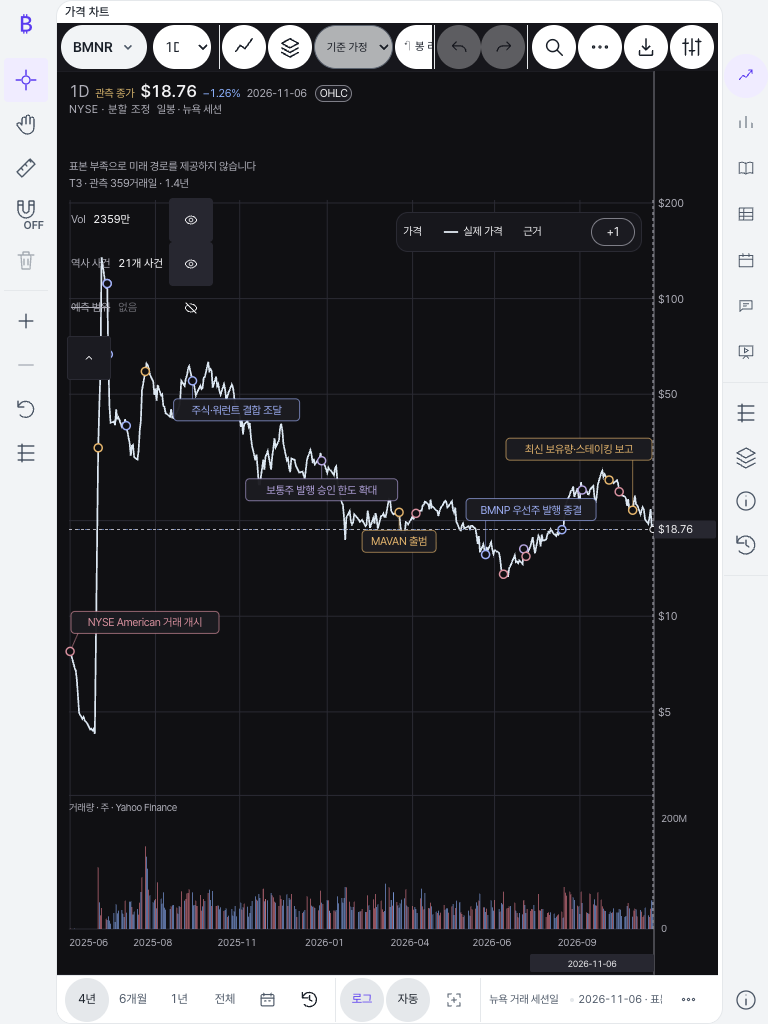 가격 차트
BMNR
기준 가정
OFF
1D 관측 종가 $18.76 −1.26% 2026-11-06 OHLC
NYSE · 분할 조정 일봉 · 뉴욕 세션
표본 부족으로 미래 경로를 제공하지 않습니다
T3 · 관측 359거래일 · 1.4년
Vol 2359만
가격 실제 가격 근거 +1
역사 사건 21개 사건
예측 범위 없음
$200
$100
$50
$18.76
$10
$5
주식·워런트 결합 조달
최신 보유량·스테이킹 보고
보통주 발행 승인 한도 확대
BMNP 우선주 발행 종결
MAVAN 출범
NYSE American 거래 개시
거래량 · 주 · Yahoo Finance
200M
0
2025-06 2025-08 2025-11 2026-01 2026-04 2026-06 2026-09
2026-11-06
4년 6개월 1년 전체 로그 자동 뉴욕 거래 세션일 2026-11-06